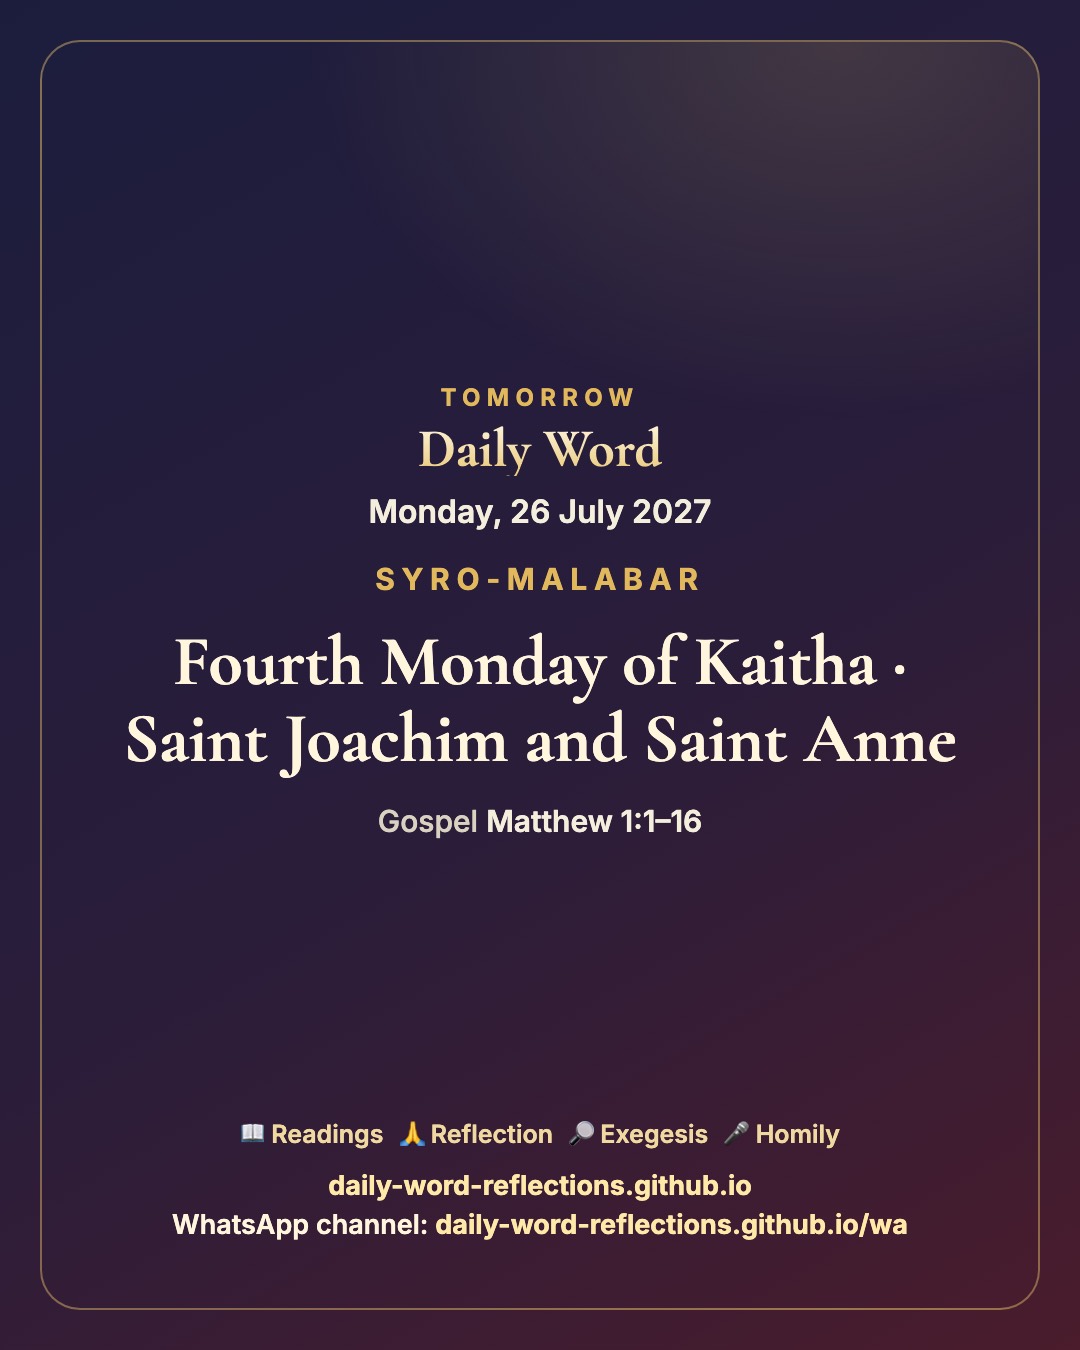 TOMORROW
Daily Word
Monday, 26 July 2027
SYRO-MALABAR
Fourth Monday of Kaitha ·
Saint Joachim and Saint Anne
Gospel Matthew 1:1–16
📖 Readings 🙏 Reflection 🔎 Exegesis 🎤 Homily
daily-word-reflections.github.io
WhatsApp channel: daily-word-reflections.github.io/wa